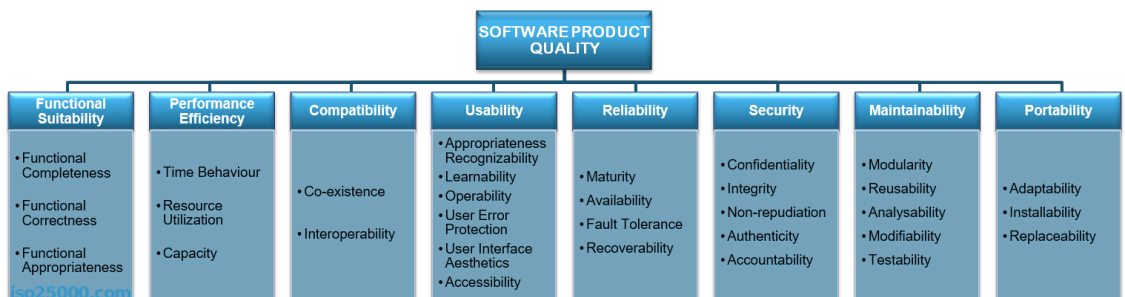 SOFTWARE PRODUCT
QUALITY
Functional
Suitability
• Functional
Completeness
• Functional
Correctness
• Functional
Appropriateness
Performance
Efficiency
• Time Behaviour
• Resource
Utilization
• Capacity
Compatibility
• Co-existence
• Interoperability
Usability
• Appropriateness
Recognizability
• Learnability
• Operability
• User Error
Protection
• User Interface
Aesthetics
• Accessibility
Reliability
• Maturity
• Availability
• Fault Tolerance
• Recoverability
Security
• Confidentiality
• Integrity
• Non-repudiation
• Authenticity
• Accountability
Maintainability
• Modularity
• Reusability
• Analysability
• Modifiability
• Testability
Portability
• Adaptability
• Installability
• Replaceability
iso25000.com